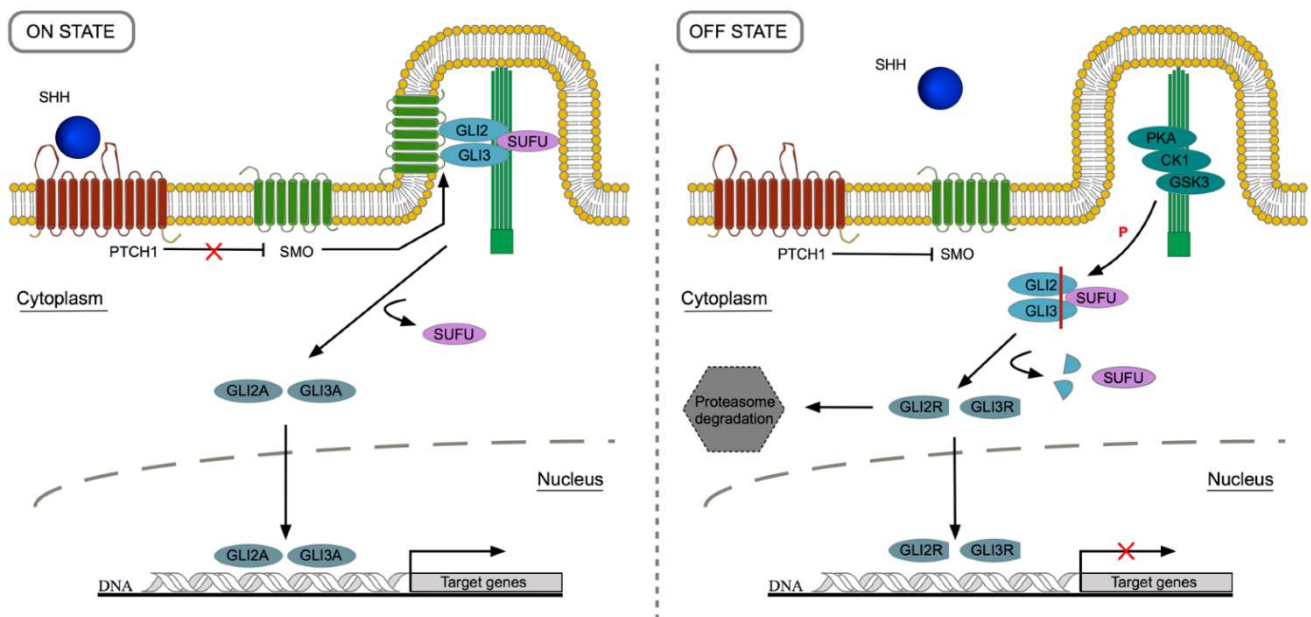 ON STATE
SHH
GLI2
GLI3
SUFU
PTCH1
SMO
Cytoplasm
SUFU
GLI2A
GLI3A
Nucleus
GLI2A
GLI3A
DNA
Target genes
OFF STATE
SHH
PKA
CK1
GSK3
PTCH1
SMO
P
Cytoplasm
GLI2
GLI3
SUFU
SUFU
Proteasome
degradation
GLI2R
GLI3R
Nucleus
GLI2R
GLI3R
DNA
Target genes